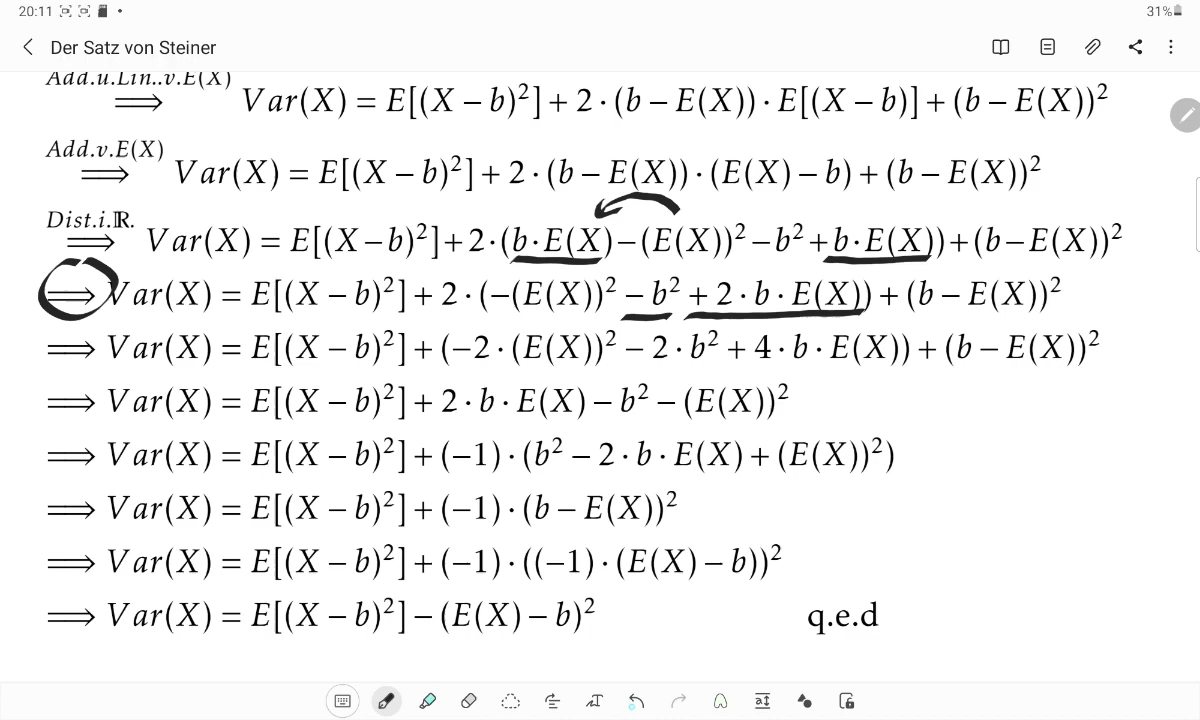 20:11
31%
Der Satz von Steiner
Add.u.Lin..v.E(X)
⟹ Var(X) = E[(X − b)²] + 2 · (b − E(X)) · E[(X − b)] + (b − E(X))²
Add.v.E(X)
⟹ Var(X) = E[(X − b)²] + 2 · (b − E(X)) · (E(X) − b) + (b − E(X))²
Dist.i.ℝ.
⟹ Var(X) = E[(X − b)²] + 2 · (b · E(X) − (E(X))² − b² + b · E(X)) + (b − E(X))²
⟹ Var(X) = E[(X − b)²] + 2 · (−(E(X))² − b² + 2 · b · E(X)) + (b − E(X))²
⟹ Var(X) = E[(X − b)²] + (−2 · (E(X))² − 2 · b² + 4 · b · E(X)) + (b − E(X))²
⟹ Var(X) = E[(X − b)²] + 2 · b · E(X) − b² − (E(X))²
⟹ Var(X) = E[(X − b)²] + (−1) · (b² − 2 · b · E(X) + (E(X))²)
⟹ Var(X) = E[(X − b)²] + (−1) · (b − E(X))²
⟹ Var(X) = E[(X − b)²] + (−1) · ((−1) · (E(X) − b))²
⟹ Var(X) = E[(X − b)²] − (E(X) − b)² q.e.d